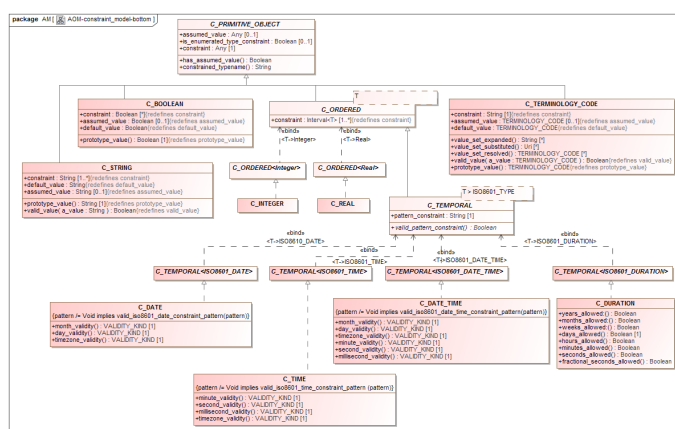 package AM [ AOM-constraint_model-bottom ]
C_PRIMITIVE_OBJECT
+assumed_value : Any [0..1]
+is_enumerated_type_constraint : Boolean [0..1]
+constraint : Any [1]
+has_assumed_value() : Boolean
+constrained_typename() : String
C_BOOLEAN
+constraint : Boolean [*]{redefines constraint}
+assumed_value : Boolean [0..1]{redefines assumed_value}
+default_value : Boolean{redefines default_value}
+prototype_value() : Boolean [1]{redefines prototype_value}
T
C_ORDERED
+constraint : Interval<T> [1..*]{redefines constraint}
C_TERMINOLOGY_CODE
+constraint : String [1]{redefines constraint}
+assumed_value : TERMINOLOGY_CODE [0..1]{redefines assumed_value}
+default_value : TERMINOLOGY_CODE{redefines default_value}
+value_set_expanded() : String [*]
+value_set_substituted() : Uri [*]
+value_set_resolved() : TERMINOLOGY_CODE [*]
+valid_value( a_value : TERMINOLOGY_CODE ) : Boolean{redefines valid_value}
+prototype_value() : TERMINOLOGY_CODE [1]{redefines prototype_value}
«bind»
<T->Integer>
«bind»
<T->Real>
C_STRING
+constraint : String [1..*]{redefines constraint}
+default_value : String{redefines default_value}
+assumed_value : String [0..1]{redefines assumed_value}
+prototype_value() : String [1]{redefines prototype_value}
+valid_value( a_value : String ) : Boolean{redefines valid_value}
C_ORDERED<Integer>
C_ORDERED<Real>
C_INTEGER
C_REAL
T > ISO8601_TYPE
C_TEMPORAL
+pattern_constraint : String [1]
+valid_pattern_constraint() : Boolean
«bind»
<T->ISO8610_DATE>
«bind»
<T->ISO8601_TIME>
«bind»
<T->ISO8601_DATE_TIME>
«bind»
<T->ISO8601_DURATION>
C_TEMPORAL<ISO8601_DATE>
C_TEMPORAL<ISO8601_TIME>
C_TEMPORAL<ISO8601_DATE_TIME>
C_TEMPORAL<ISO8601_DURATION>
C_DATE
{pattern /= Void implies valid_iso8601_date_constraint_pattern(pattern)}
+month_validity() : VALIDITY_KIND [1]
+day_validity() : VALIDITY_KIND [1]
+timezone_validity() : VALIDITY_KIND [1]
C_DATE_TIME
{pattern /= Void implies valid_iso8601_date_time_constraint_pattern(pattern)}
+month_validity() : VALIDITY_KIND [1]
+day_validity() : VALIDITY_KIND [1]
+timezone_validity() : VALIDITY_KIND [1]
+minute_validity() : VALIDITY_KIND [1]
+second_validity() : VALIDITY_KIND [1]
+millisecond_validity() : VALIDITY_KIND [1]
C_DURATION
+years_allowed() : Boolean
+months_allowed() : Boolean
+weeks_allowed() : Boolean
+days_allowed() : Boolean [1]
+hours_allowed() : Boolean
+minutes_allowed() : Boolean
+seconds_allowed() : Boolean
+fractional_seconds_allowed() : Boolean
C_TIME
{pattern /= Void implies valid_iso8601_time_constraint_pattern (pattern)}
+minute_validity() : VALIDITY_KIND [1]
+second_validity() : VALIDITY_KIND [1]
+millisecond_validity() : VALIDITY_KIND [1]
+timezone_validity() : VALIDITY_KIND [1]